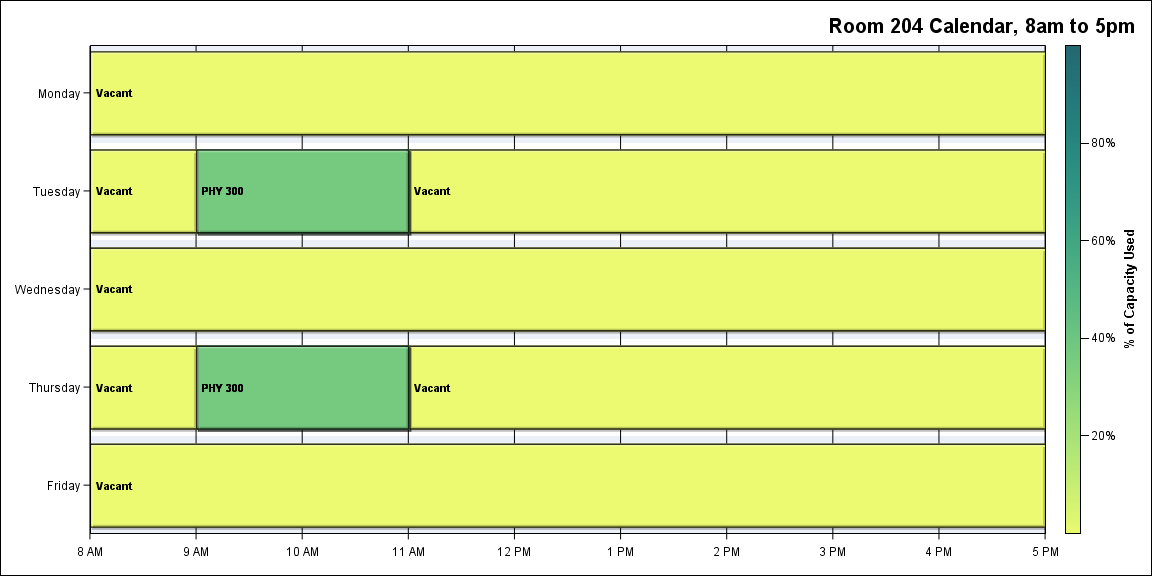 Room 204 Calendar, 8am to 5pm
Monday
Vacant
Tuesday
Vacant
PHY 300
Vacant
Wednesday
Vacant
Thursday
Vacant
PHY 300
Vacant
Friday
Vacant
8 AM 9 AM 10 AM 11 AM 12 PM 1 PM 2 PM 3 PM 4 PM 5 PM
80%
60%
40%
20%
% of Capacity Used